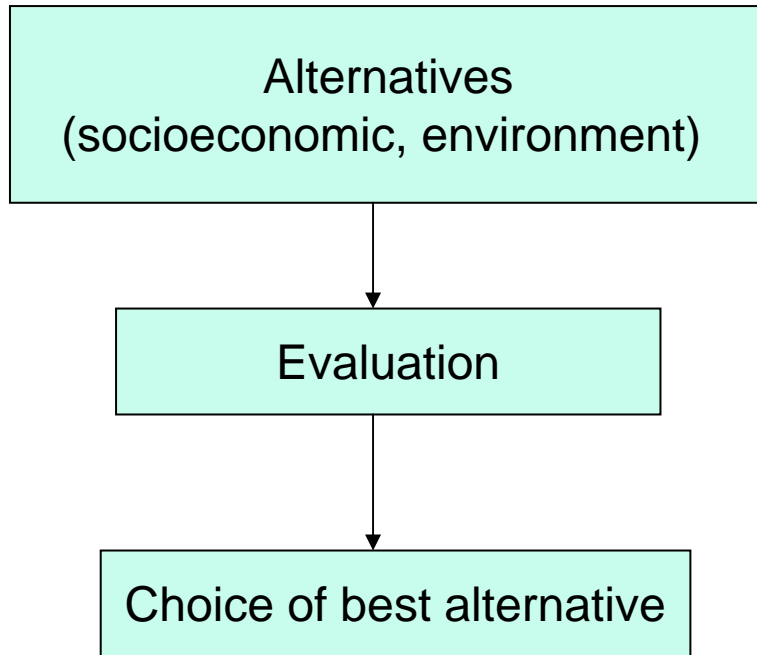 Alternatives
(socioeconomic, environment)
Evaluation
Choice of best alternative